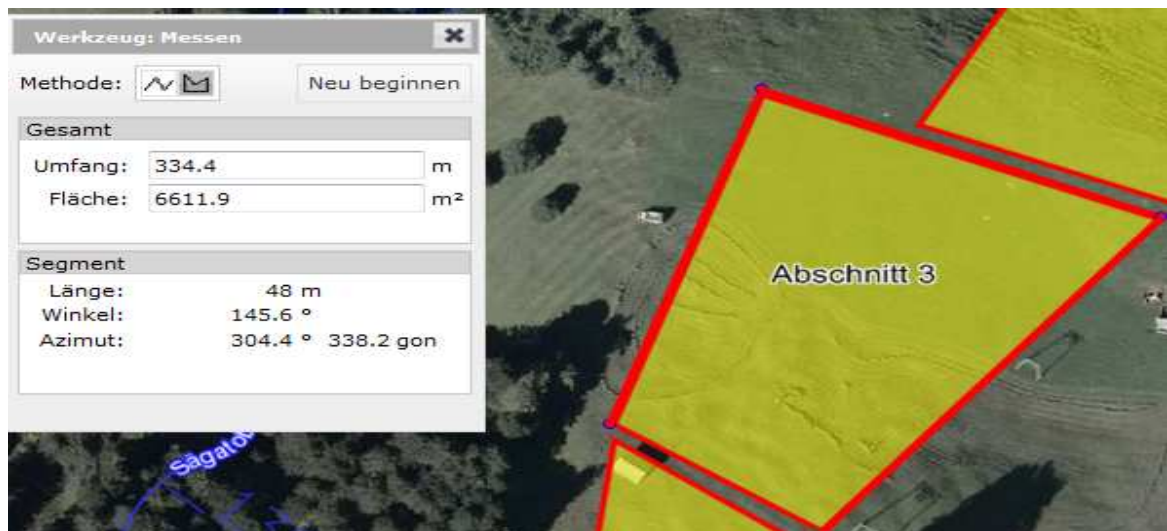 Werkzeug: Messen
Methode: Neu beginnen
Gesamt
Umfang: 334.4 m
Fläche: 6611.9 m²
Segment
Länge: 48 m
Winkel: 145.6 °
Azimut: 304.4 ° 338.2 gon
Abschnitt 3